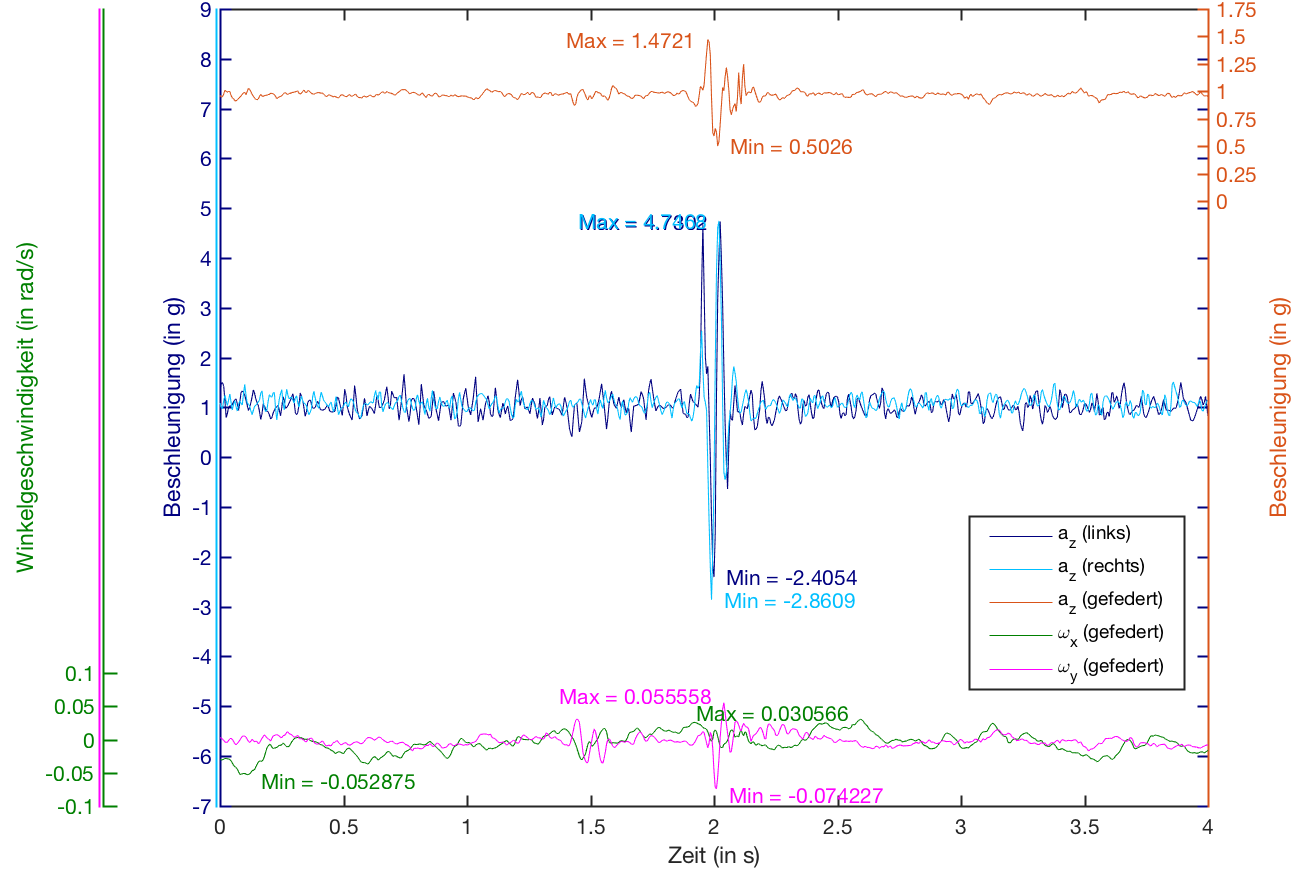 9
8
7
6
5
4
3
2
1
0
-1
-2
-3
-4
-5
-6
-7
1.75
1.5
1.25
1
0.75
0.5
0.25
0
0.1
0.05
0
-0.05
-0.1
Winkelgeschwindigkeit (in rad/s)
Beschleunigung (in g)
Beschleunigung (in g)
Max = 1.4721
Min = 0.5026
Max =
Min = -2.4054
Min = -2.8609
a_z (links)
a_z (rechts)
a_z (gefedert)
ω_x (gefedert)
ω_y (gefedert)
Max = 0.055558
Max = 0.030566
Min = -0.052875
Min = -0.074227
0 0.5 1 1.5 2 2.5 3 3.5 4
Zeit (in s)